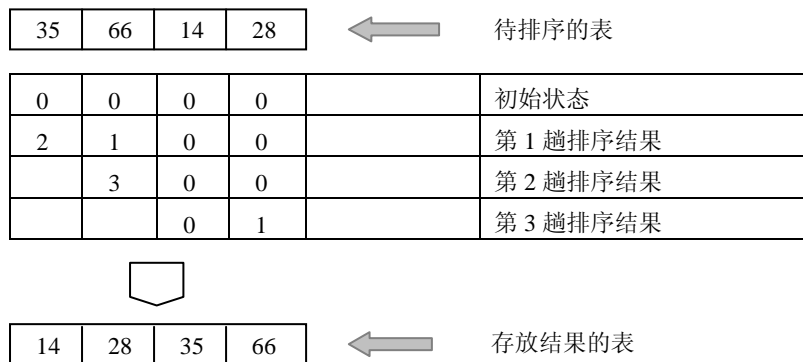 35 66 14 28 待排序的表
0 0 0 0 初始状态
2 1 0 0 第 1 趟排序结果
3 0 0 第 2 趟排序结果
0 1 第 3 趟排序结果
14 28 35 66 存放结果的表